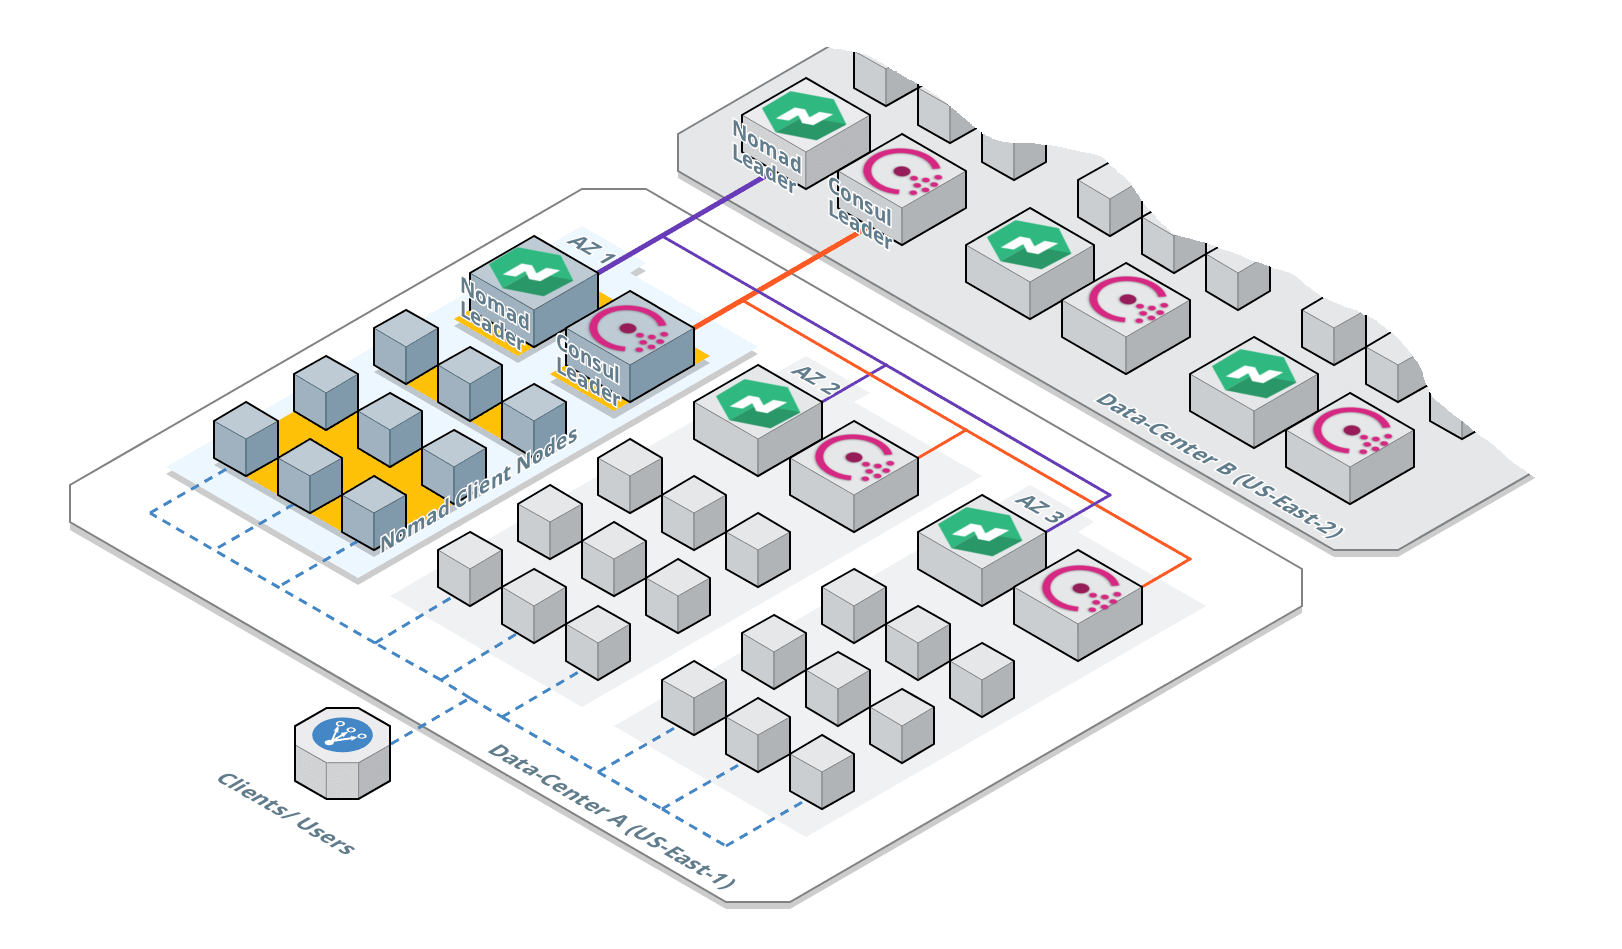 Nomad
Leader
Consul
Leader
AZ 1
Nomad
Leader
Consul
Leader
AZ 2
Data-Center B (US-East-2)
Nomad Client Nodes
AZ 3
Data-Center A (US-East-1)
Clients/ Users